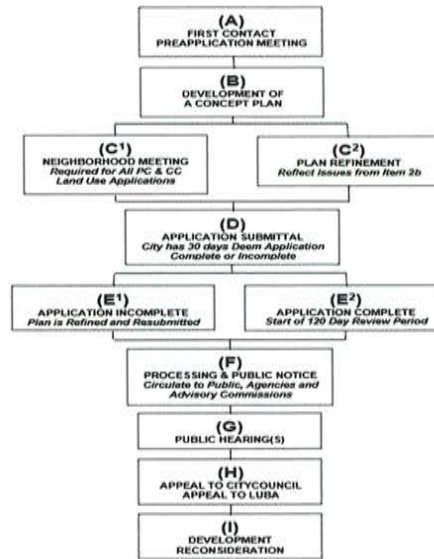 (A)
FIRST CONTACT
PREAPPLICATION MEETING
(B)
DEVELOPMENT OF
A CONCEPT PLAN
(C¹)
NEIGHBORHOOD MEETING
Required for All PC & CC
Land Use Applications
(C²)
PLAN REFINEMENT
Reflect Issues from Item 2b
(D)
APPLICATION SUBMITTAL
City has 30 days Deem Application
Complete or Incomplete
(E¹)
APPLICATION INCOMPLETE
Plan is Refined and Resubmitted
(E²)
APPLICATION COMPLETE
Start of 120 Day Review Period
(F)
PROCESSING & PUBLIC NOTICE
Circulate to Public, Agencies and
Advisory Commissions
(G)
PUBLIC HEARING(S)
(H)
APPEAL TO CITYCOUNCIL
APPEAL TO LUBA
(I)
DEVELOPMENT
RECONSIDERATION